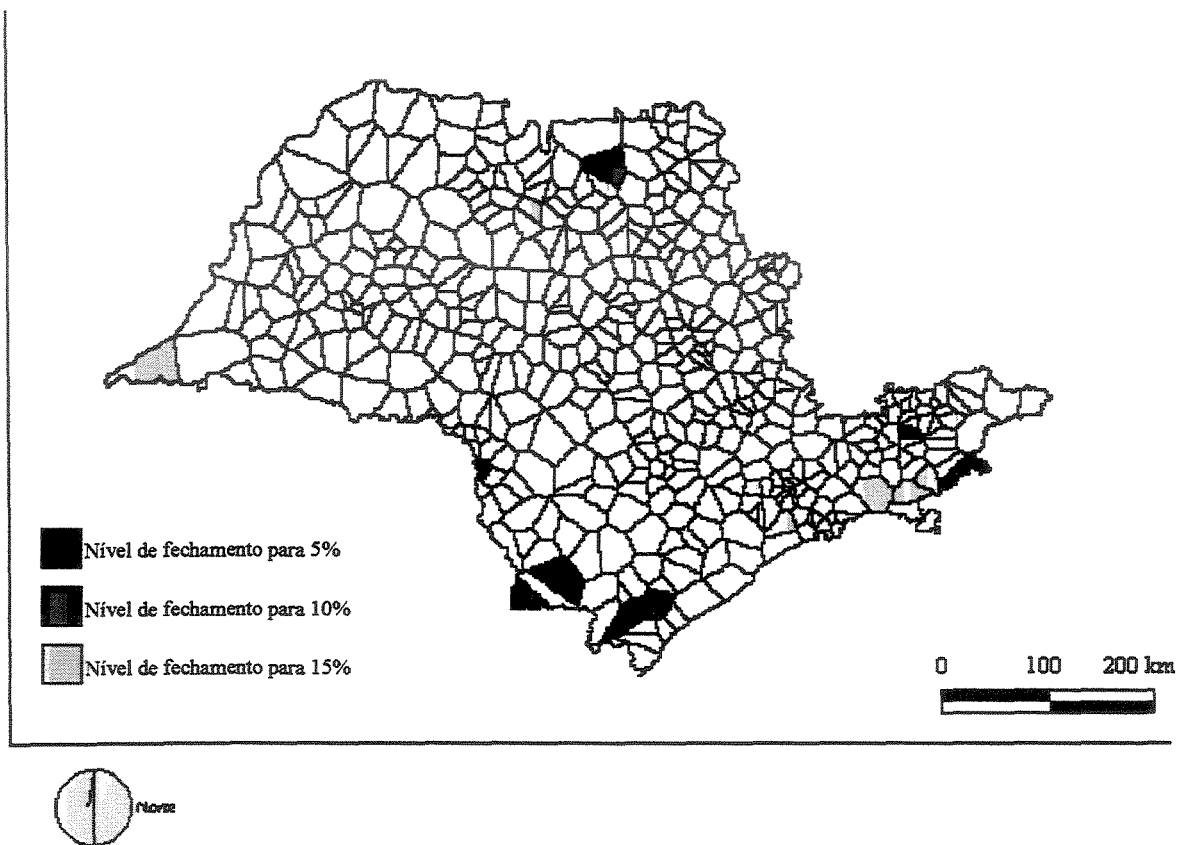 Nível de fechamento para 5%
Nível de fechamento para 10%
Nível de fechamento para 15%
0 100 200 km
Norte